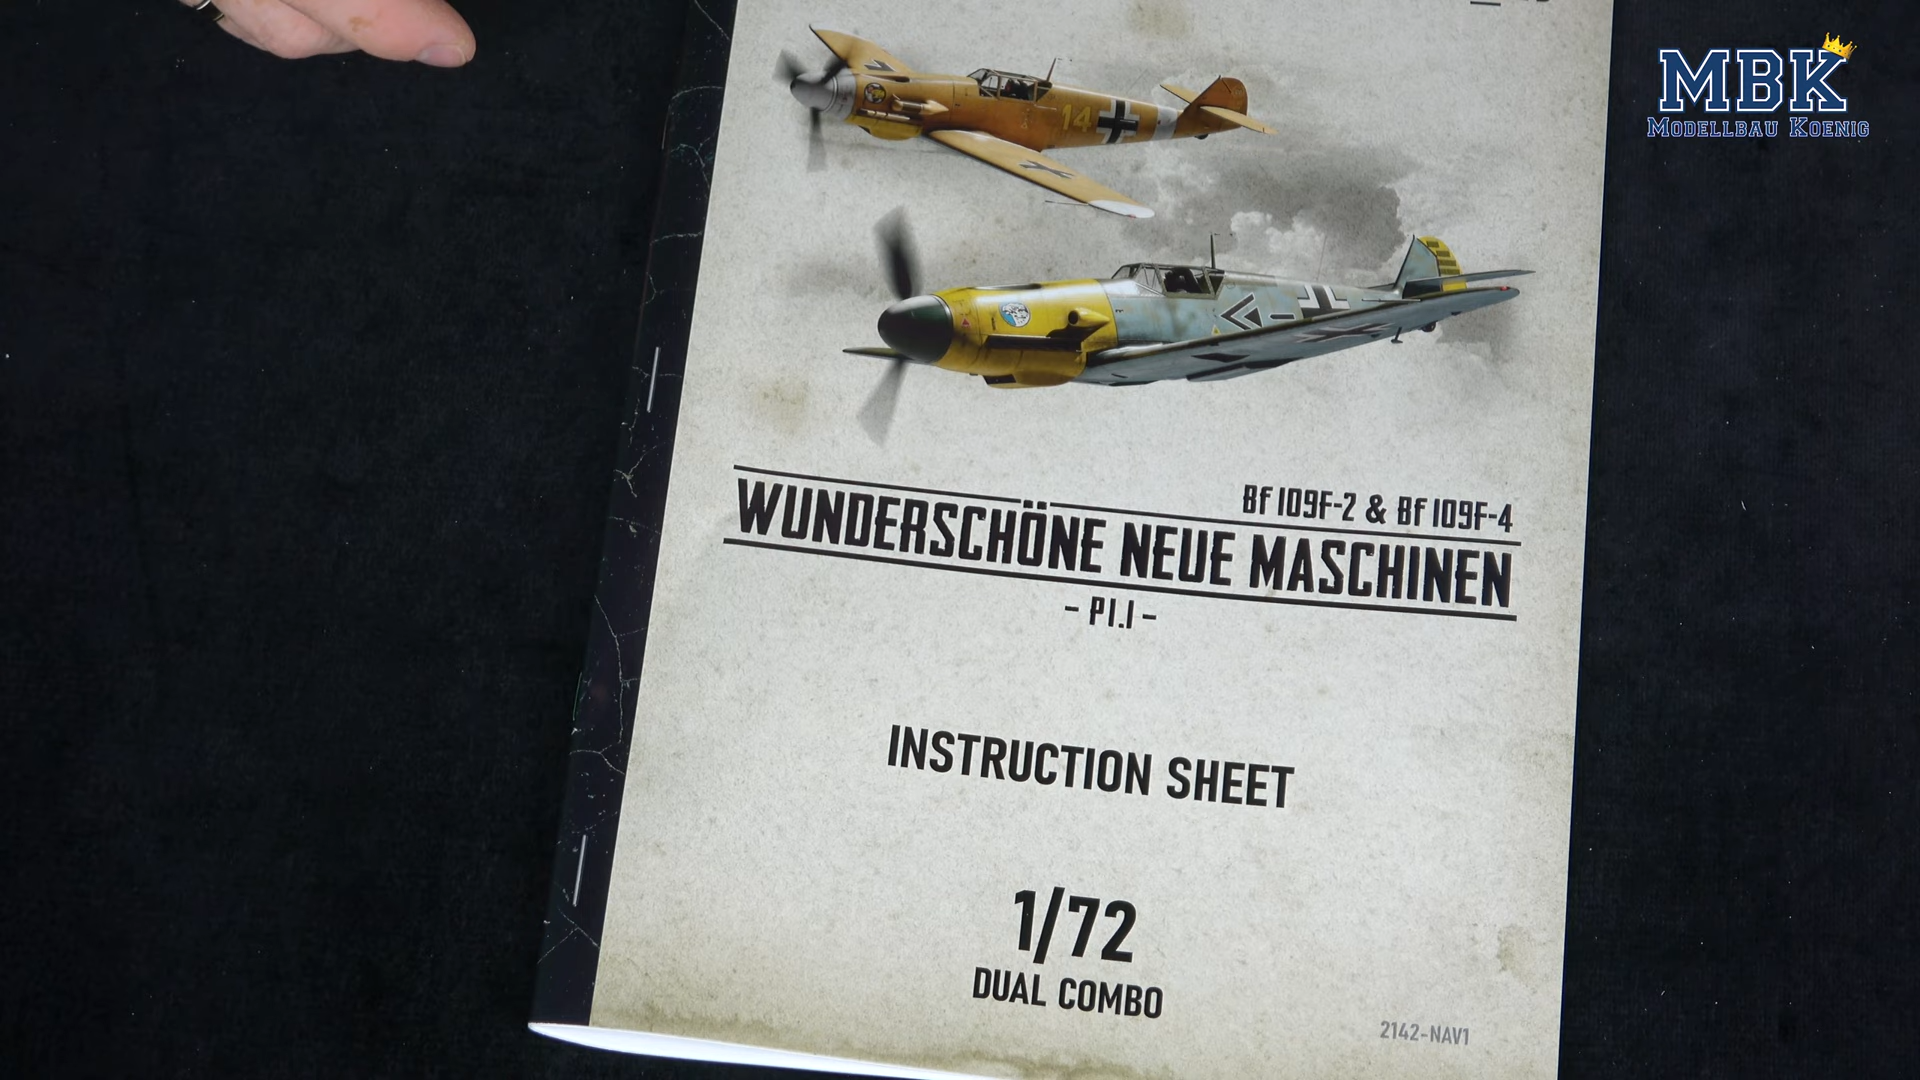 MBK
MODELLBAU KOENIG
14
Bf 109F-2 & Bf 109F-4
WUNDERSCHÖNE NEUE MASCHINEN
- Pt.1 -
INSTRUCTION SHEET
1/72
DUAL COMBO
2142-NAV1